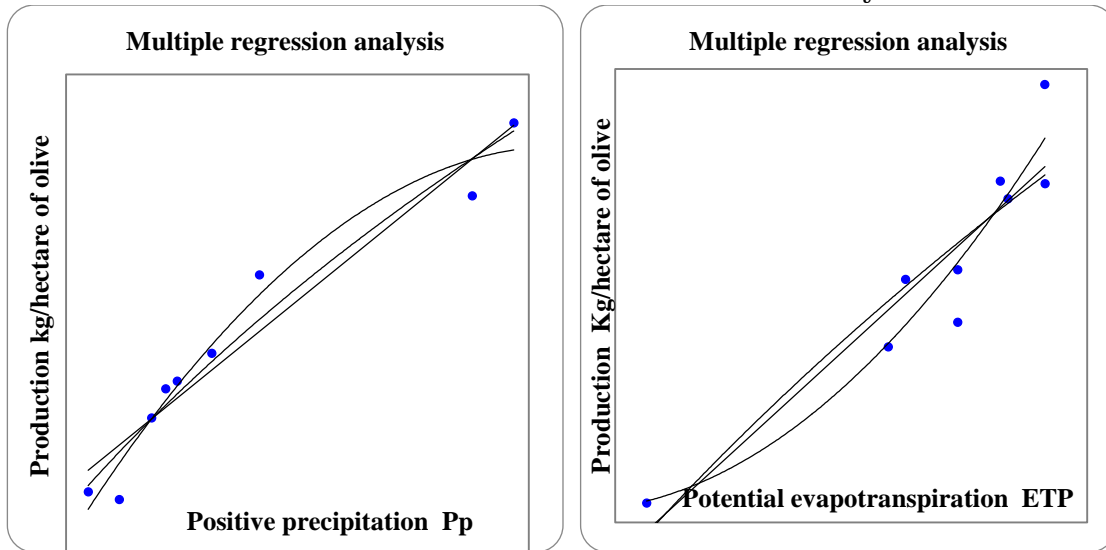 Multiple regression analysis
Production kg/hectare of olive
Positive precipitation Pp
Multiple regression analysis
Production Kg/hectare of olive
Potential evapotranspiration ETP